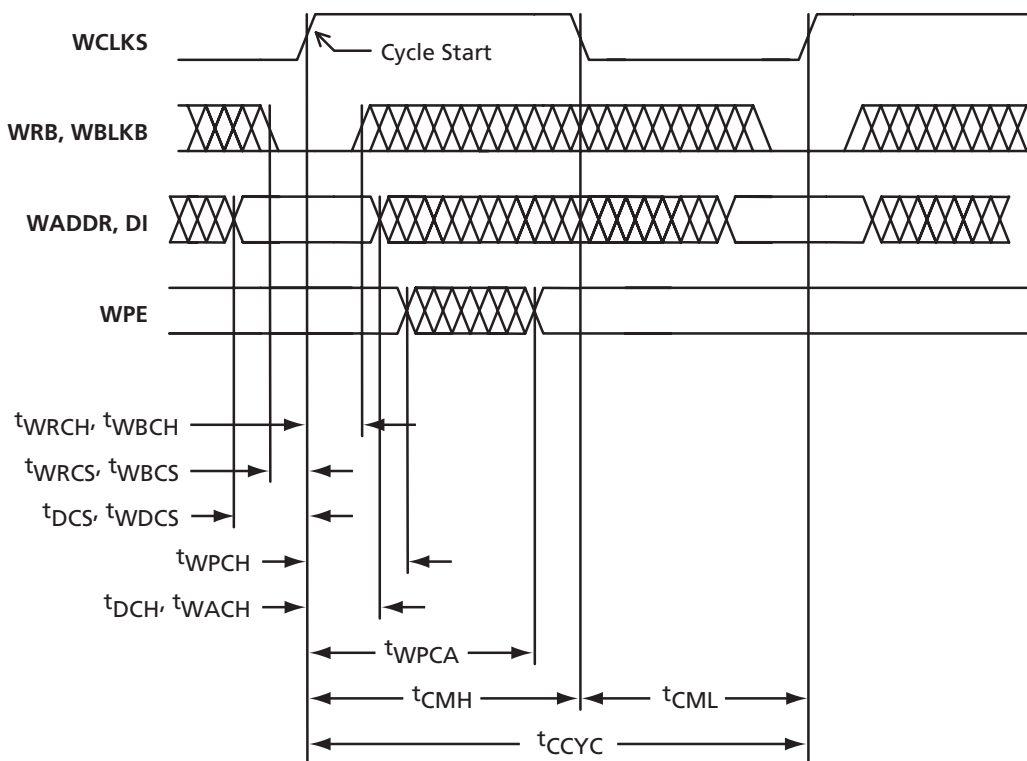 WCLKS
Cycle Start
WRB, WBLKB
WADDR, DI
WPE
tWRCH, tWBCH
tWRCS, tWBCS
tDCS, tWDCS
tWPCH
tDCH, tWACH
tWPCA
tCMH tCML
tCCYC